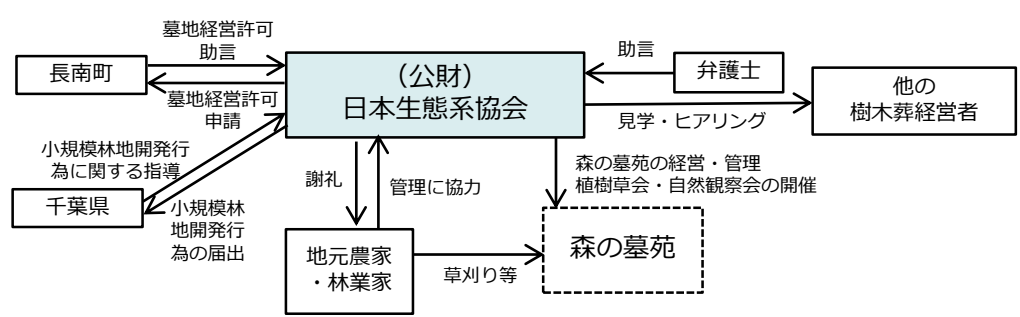 墓地経営許可
助言
長南町
墓地経営許可
申請
（公財）
日本生態系協会
助言
弁護士
見学・ヒアリング
他の
樹木葬経営者
小規模林地開発行
為に関する指導
千葉県
小規模林
地開発行
為の届出
謝礼
管理に協力
森の墓苑の経営・管理
植樹草会・自然観察会の開催
地元農家
・林業家
草刈り等
森の墓苑